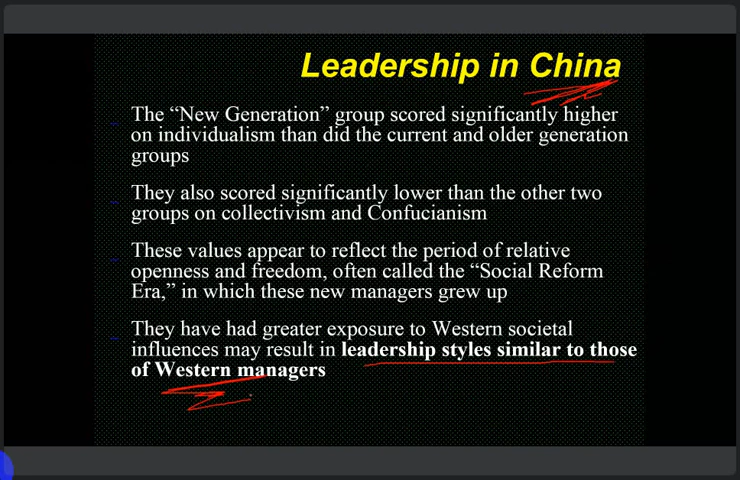 Leadership in China
The “New Generation” group scored significantly higher
on individualism than did the current and older generation
groups
They also scored significantly lower than the other two
groups on collectivism and Confucianism
These values appear to reflect the period of relative
openness and freedom, often called the “Social Reform
Era,” in which these new managers grew up
They have had greater exposure to Western societal
influences may result in leadership styles similar to those
of Western managers